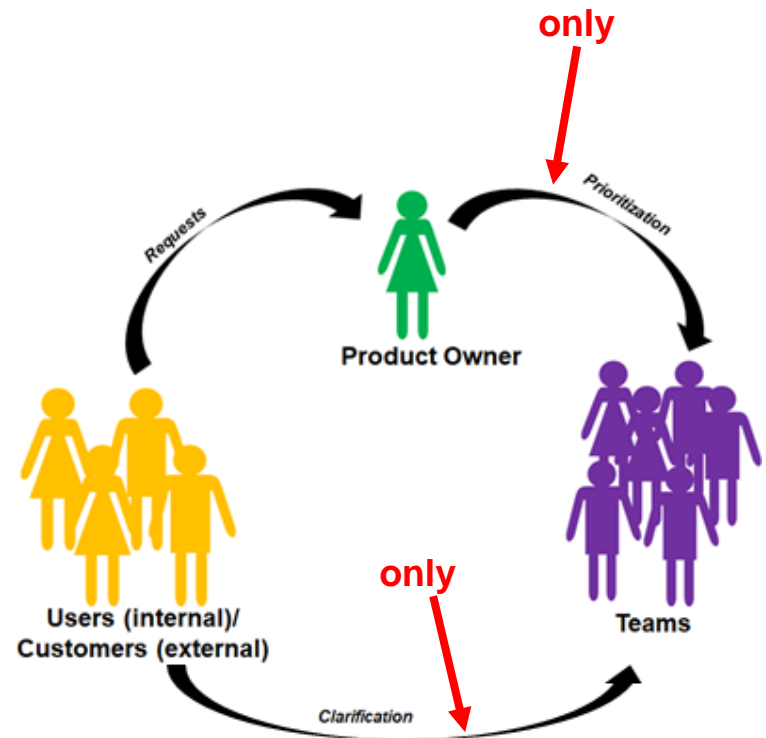 only
Prioritization
Requests
Product Owner
only
Users (internal)/
Customers (external)
Teams
Clarification